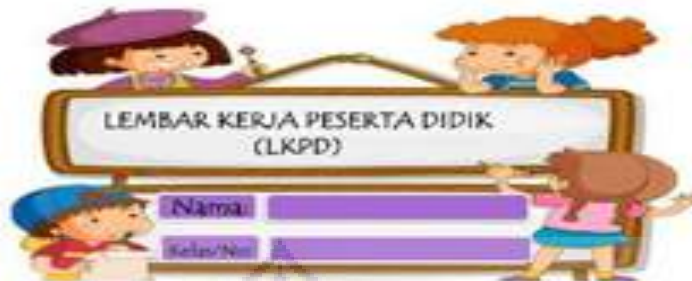 LEMBAR KERJA PESERTA DIDIK
(LKPD)
Nama:
Kelas/No: